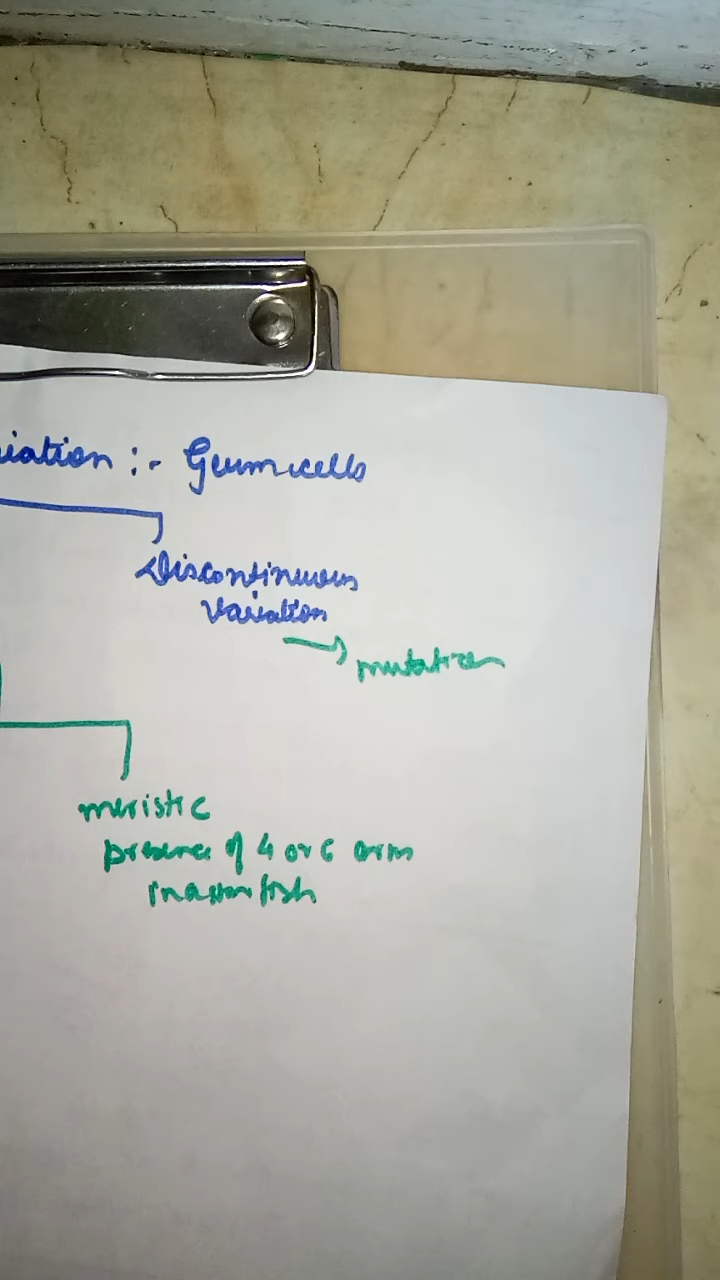 iation :- Germ cells
Discontinuous
Variation
mutation
meristic
presence of 4 or 6 arm
in a starfish